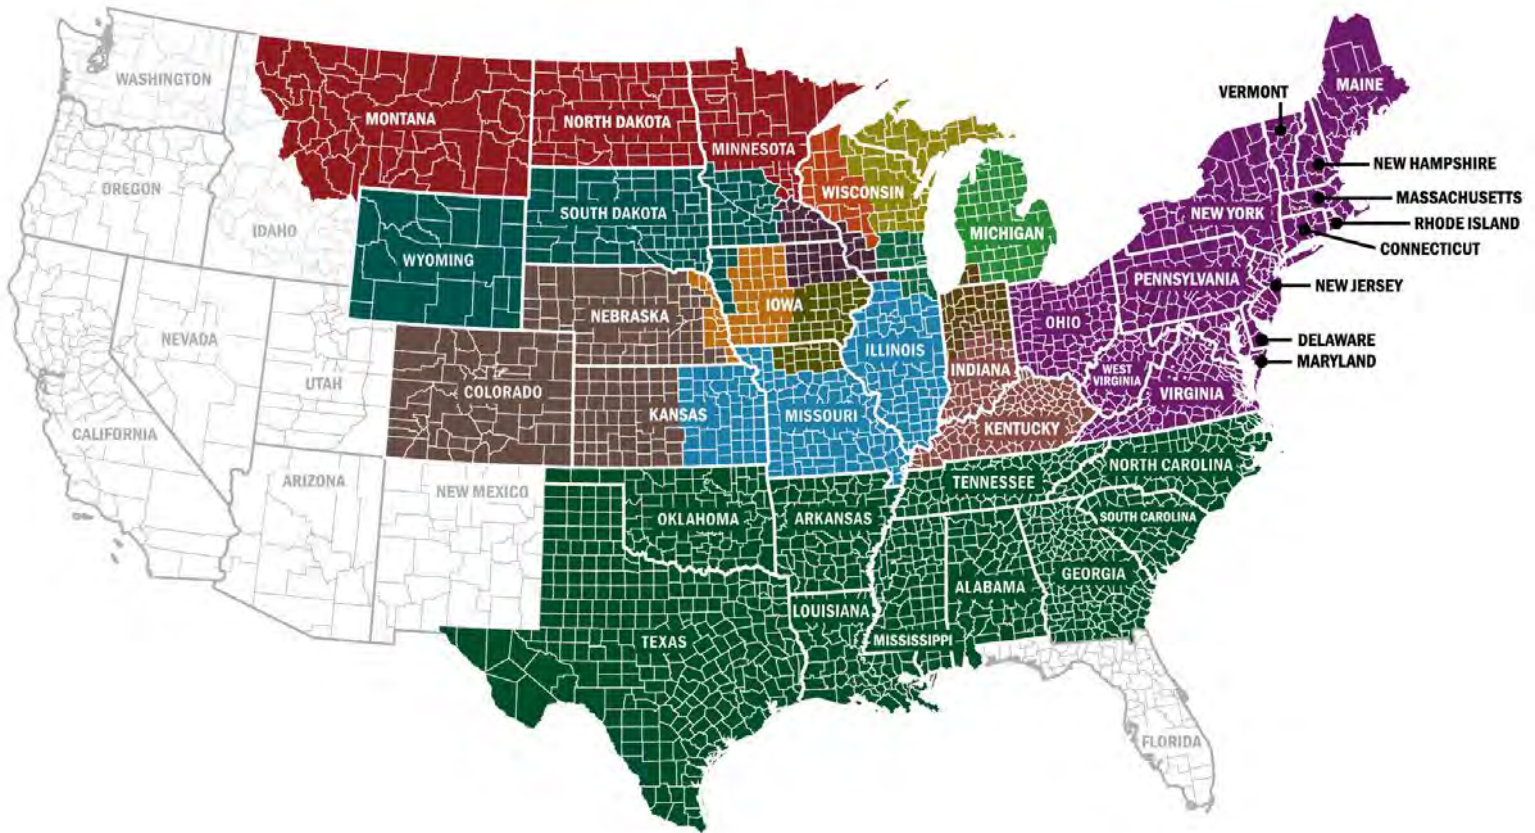 WASHINGTON
MONTANA
NORTH DAKOTA
MINNESOTA
MAINE
VERMONT
OREGON
IDAHO
SOUTH DAKOTA
WISCONSIN
MICHIGAN
NEW YORK
NEW HAMPSHIRE
MASSACHUSETTS
RHODE ISLAND
CONNECTICUT
WYOMING
PENNSYLVANIA
NEW JERSEY
NEVADA
NEBRASKA
IOWA
OHIO
DELAWARE
MARYLAND
UTAH
COLORADO
ILLINOIS
INDIANA
WEST
VIRGINIA
VIRGINIA
CALIFORNIA
KANSAS
MISSOURI
KENTUCKY
ARIZONA
NEW MEXICO
OKLAHOMA
ARKANSAS
TENNESSEE
NORTH CAROLINA
SOUTH CAROLINA
TEXAS
LOUISIANA
MISSISSIPPI
ALABAMA
GEORGIA
FLORIDA